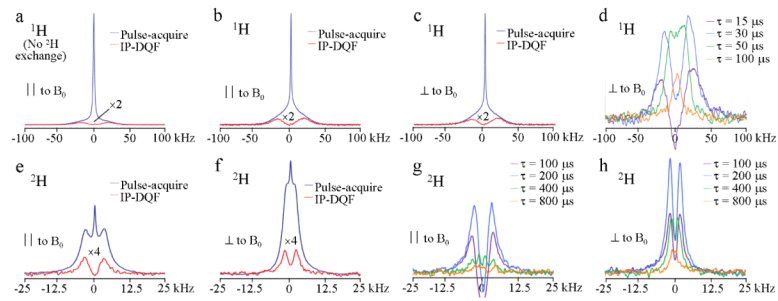 a
¹H
(No ²H
exchange)
|| to B₀
Pulse-acquire
IP-DQF
×2
-100 -50 0 50 100 kHz
b
¹H
|| to B₀
Pulse-acquire
IP-DQF
×2
-100 -50 0 50 100 kHz
c
¹H
⊥ to B₀
Pulse-acquire
IP-DQF
×2
-100 -50 0 50 100 kHz
d
¹H
⊥ to B₀
τ = 15 µs
τ = 30 µs
τ = 50 µs
τ = 100 µs
-100 -50 0 50 100 kHz
e
²H
|| to B₀
Pulse-acquire
IP-DQF
×4
-25 -12.5 0 12.5 25 kHz
f
²H
⊥ to B₀
Pulse-acquire
IP-DQF
×4
-25 -12.5 0 12.5 25 kHz
g
²H
|| to B₀
τ = 100 µs
τ = 200 µs
τ = 400 µs
τ = 800 µs
-25 -12.5 0 12.5 25 kHz
h
²H
⊥ to B₀
τ = 100 µs
τ = 200 µs
τ = 400 µs
τ = 800 µs
-25 -12.5 0 12.5 25 kHz